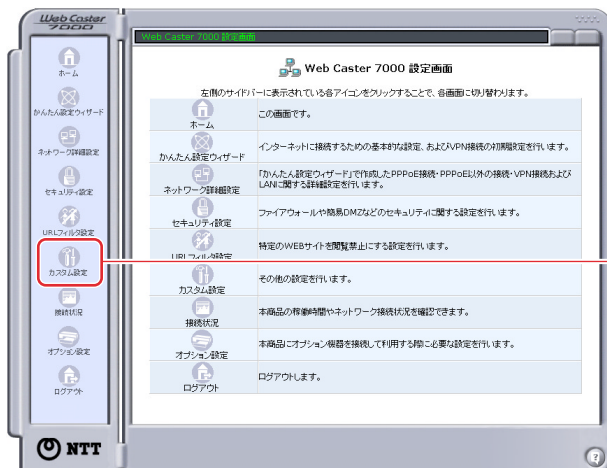 Web Caster
7000
Web Caster 7000 設定画面
ホーム
かんたん設定ウィザード
ネットワーク詳細設定
セキュリティ設定
URLフィルタ設定
カスタム設定
接続状況
オプション設定
ログアウト
Web Caster 7000 設定画面
左側のサイドバーに表示されている各アイコンをクリックすることで、各画面に切り替わります。
ホーム
この画面です。
かんたん設定ウィザード
インターネットに接続するための基本的な設定、およびVPN接続の初期設定を行います。
ネットワーク詳細設定
「かんたん設定ウィザード」で作成したPPPoE接続・PPPoE以外の接続・VPN接続および
LANに関する詳細設定を行います。
セキュリティ設定
ファイアウォールや簡易DMZなどのセキュリティに関する設定を行います。
URLフィルタ設定
特定のWEBサイトを閲覧禁止にする設定を行います。
カスタム設定
その他の設定を行います。
接続状況
本商品の稼働時間やネットワーク接続状況を確認できます。
オプション設定
本商品にオプション機器を接続して利用する際に必要な設定を行います。
ログアウト
ログアウトします。
NTT
?